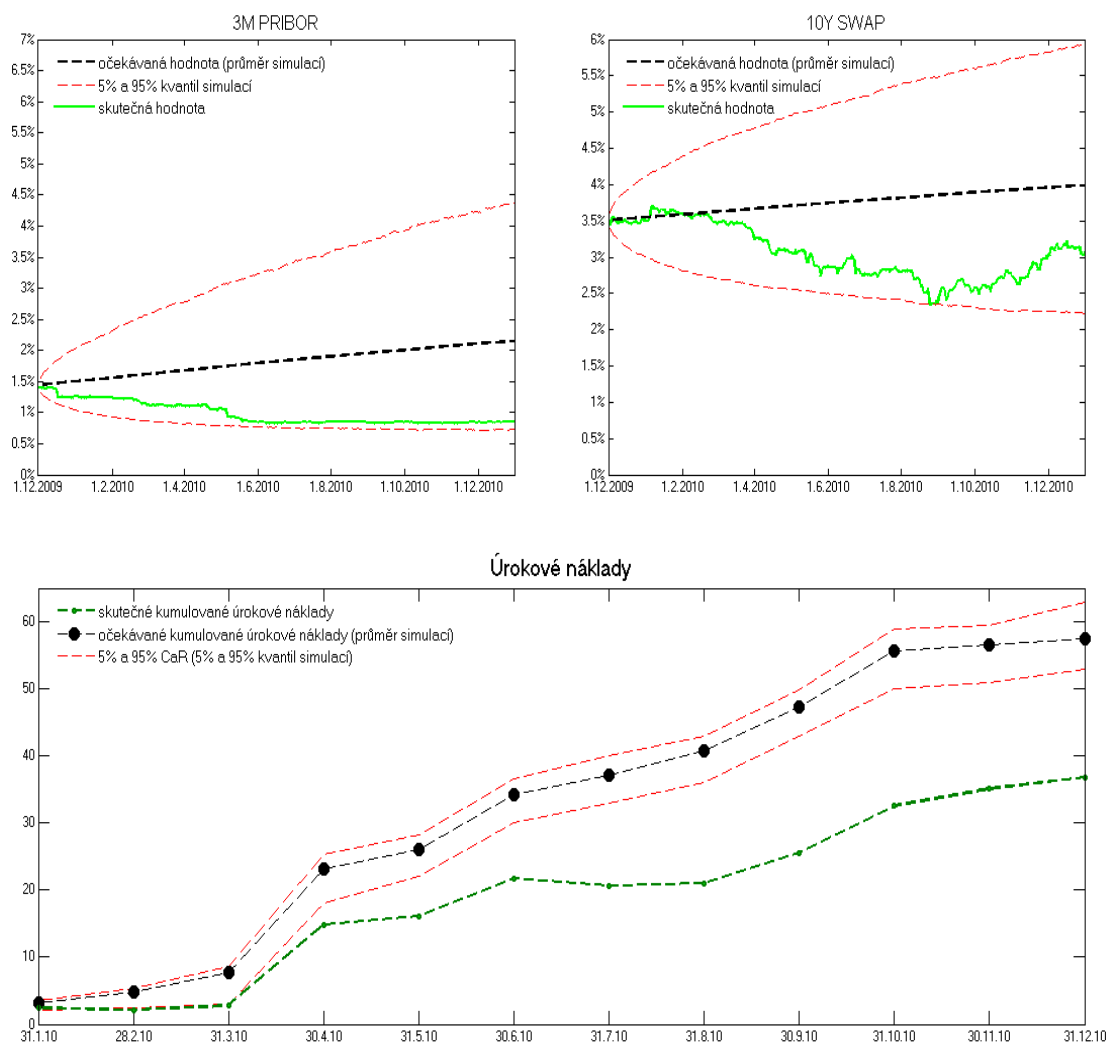 3M PRIBOR
7%
6.5%
6%
5.5%
5%
4.5%
4%
3.5%
3%
2.5%
2%
1.5%
1%
0.5%
0%
očekávaná hodnota (průměr simulací)
5% a 95% kvantil simulací
skutečná hodnota
1.12.2009 1.2.2010 1.4.2010 1.6.2010 1.8.2010 1.10.2010 1.12.2010
10Y SWAP
6%
5.5%
5%
4.5%
4%
3.5%
3%
2.5%
2%
1.5%
1%
0.5%
0%
očekávaná hodnota (průměr simulací)
5% a 95% kvantil simulací
skutečná hodnota
1.12.2009 1.2.2010 1.4.2010 1.6.2010 1.8.2010 1.10.2010 1.12.2010
Úrokové náklady
60
50
40
30
20
10
0
skutečné kumulované úrokové náklady
očekávané kumulované úrokové náklady (průměr simulací)
5% a 95% CaR (5% a 95% kvantil simulací)
31.1.10 28.2.10 31.3.10 30.4.10 31.5.10 30.6.10 31.7.10 31.8.10 30.9.10 31.10.10 30.11.10 31.12.10